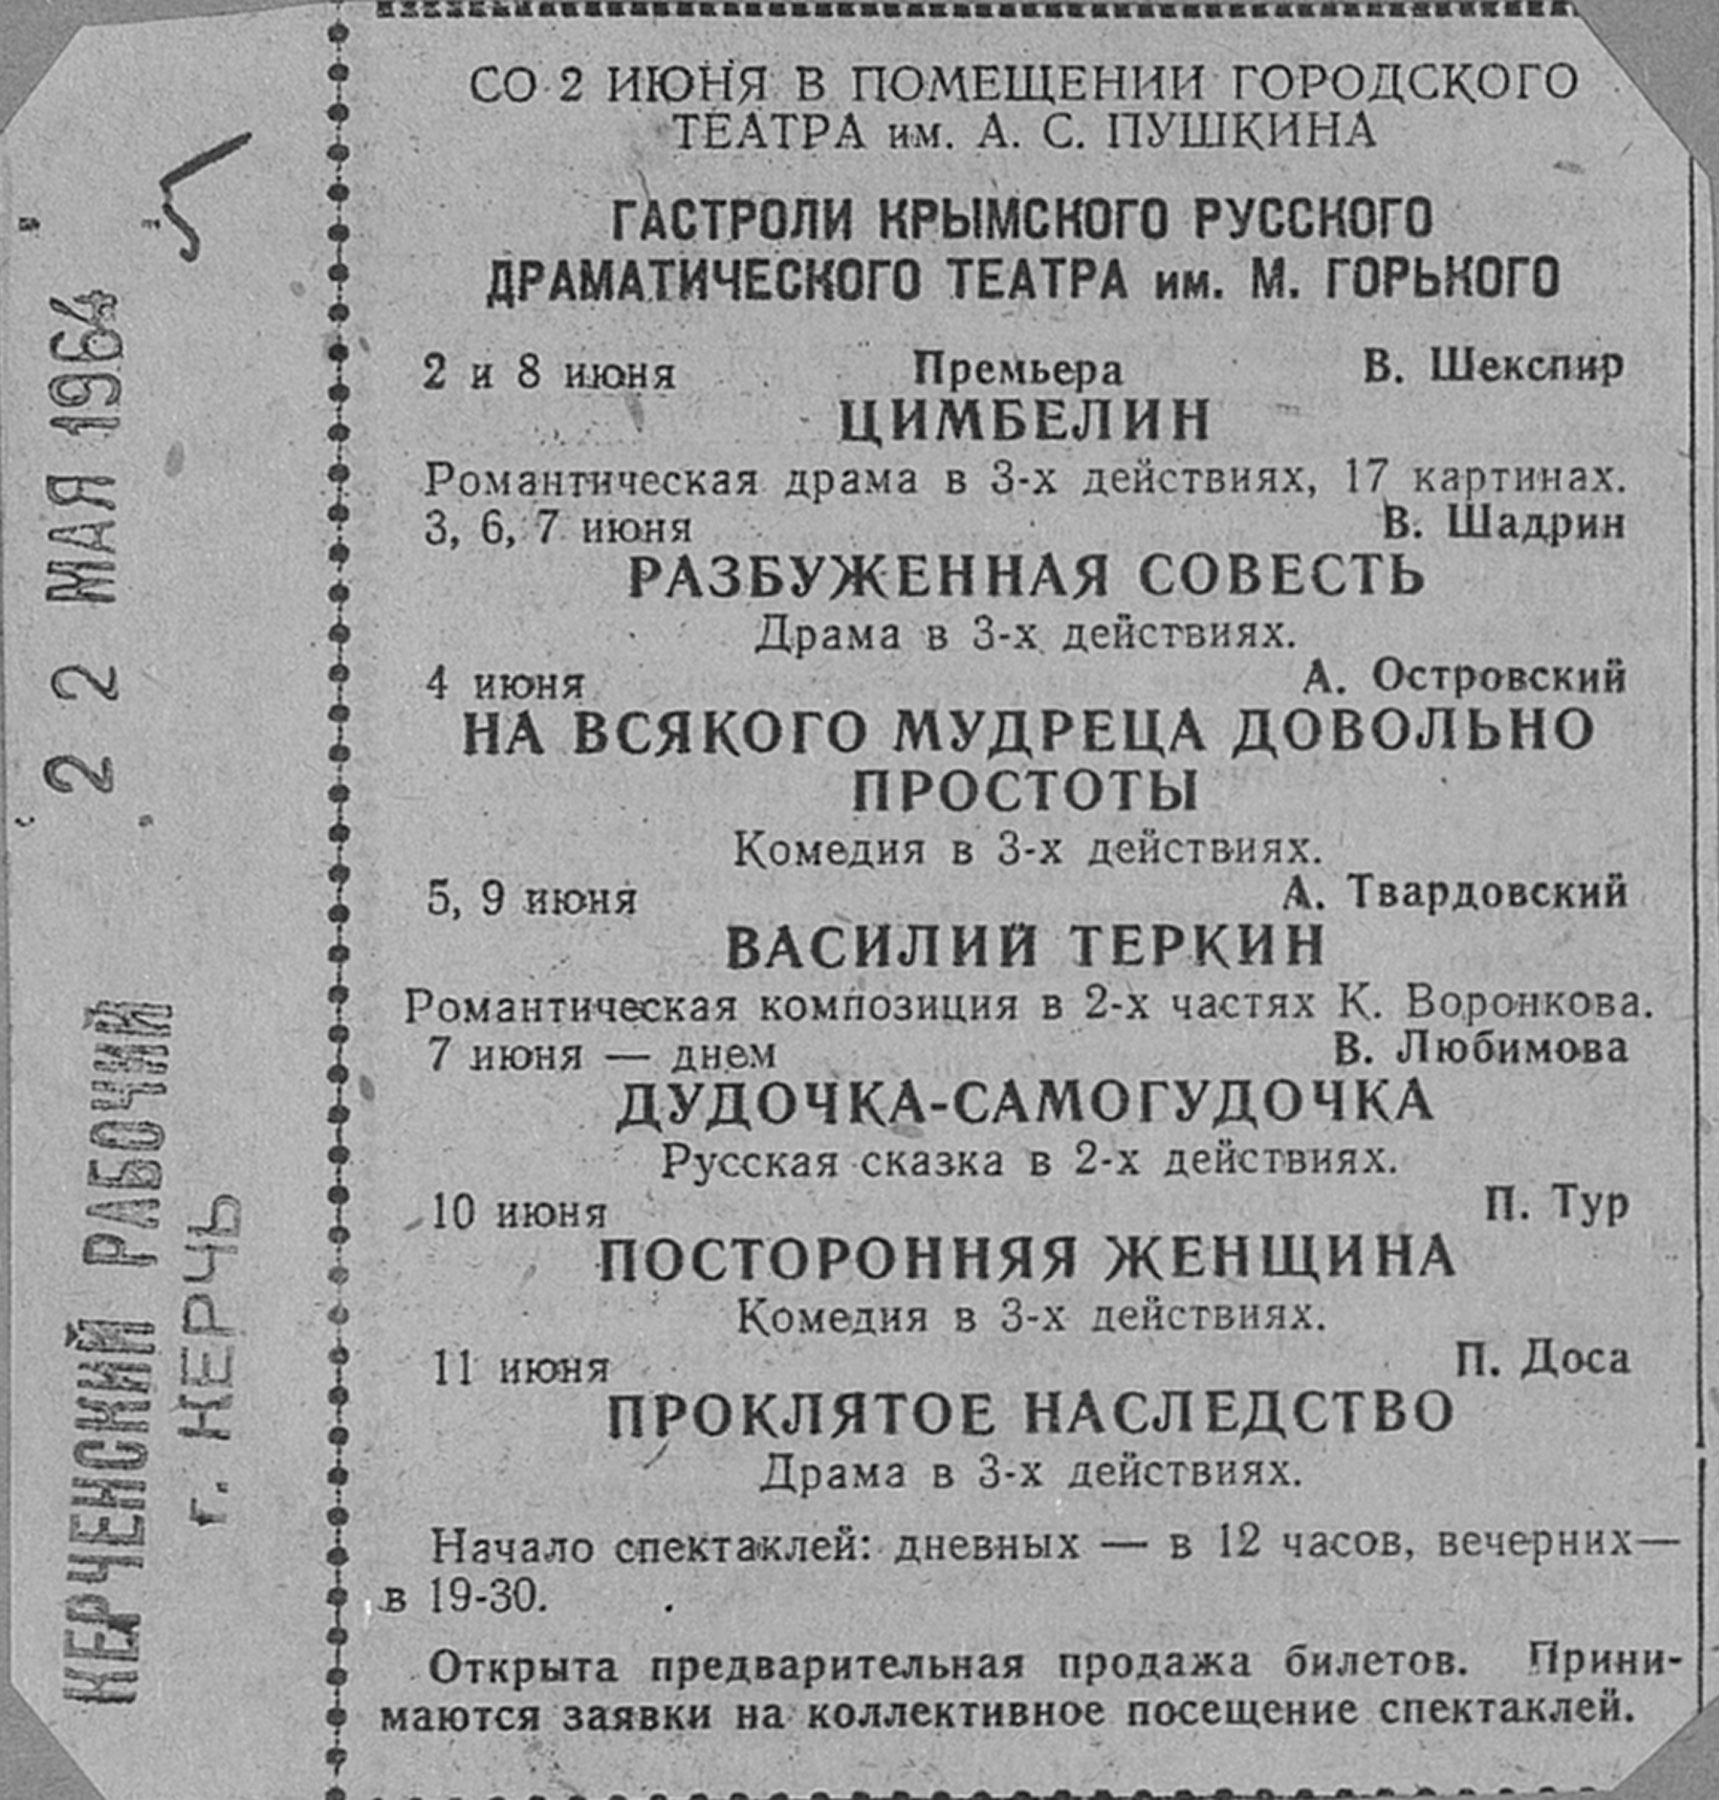 СО 2 ИЮНЯ В ПОМЕЩЕНИИ ГОРОДСКОГО
ТЕАТРА им. А. С. ПУШКИНА
ГАСТРОЛИ КРЫМСКОГО РУССКОГО
ДРАМАТИЧЕСКОГО ТЕАТРА им. М. ГОРЬКОГО
2 и 8 июня Премьера В. Шекспир
ЦИМБЕЛИН
Романтическая драма в 3-х действиях, 17 картинах.
3, 6, 7 июня В. Шадрин
РАЗБУЖЕННАЯ СОВЕСТЬ
Драма в 3-х действиях.
4 июня А. Островский
НА ВСЯКОГО МУДРЕЦА ДОВОЛЬНО
ПРОСТОТЫ
Комедия в 3-х действиях.
5, 9 июня А. Твардовский
ВАСИЛИЙ ТЕРКИН
Романтическая композиция в 2-х частях К. Воронкова.
7 июня — днем В. Любимова
ДУДОЧКА-САМОГУДОЧКА
Русская сказка в 2-х действиях.
10 июня П. Тур
ПОСТОРОННЯЯ ЖЕНЩИНА
Комедия в 3-х действиях.
11 июня П. Доса
ПРОКЛЯТОЕ НАСЛЕДСТВО
Драма в 3-х действиях.
Начало спектаклей: дневных — в 12 часов, вечерних—
в 19-30.
Открыта предварительная продажа билетов. Прини-
маются заявки на коллективное посещение спектаклей.
2 2 МАЯ 1964
КЕРЧЕНСКИЙ РАБОЧИЙ
г. КЕРЧЬ